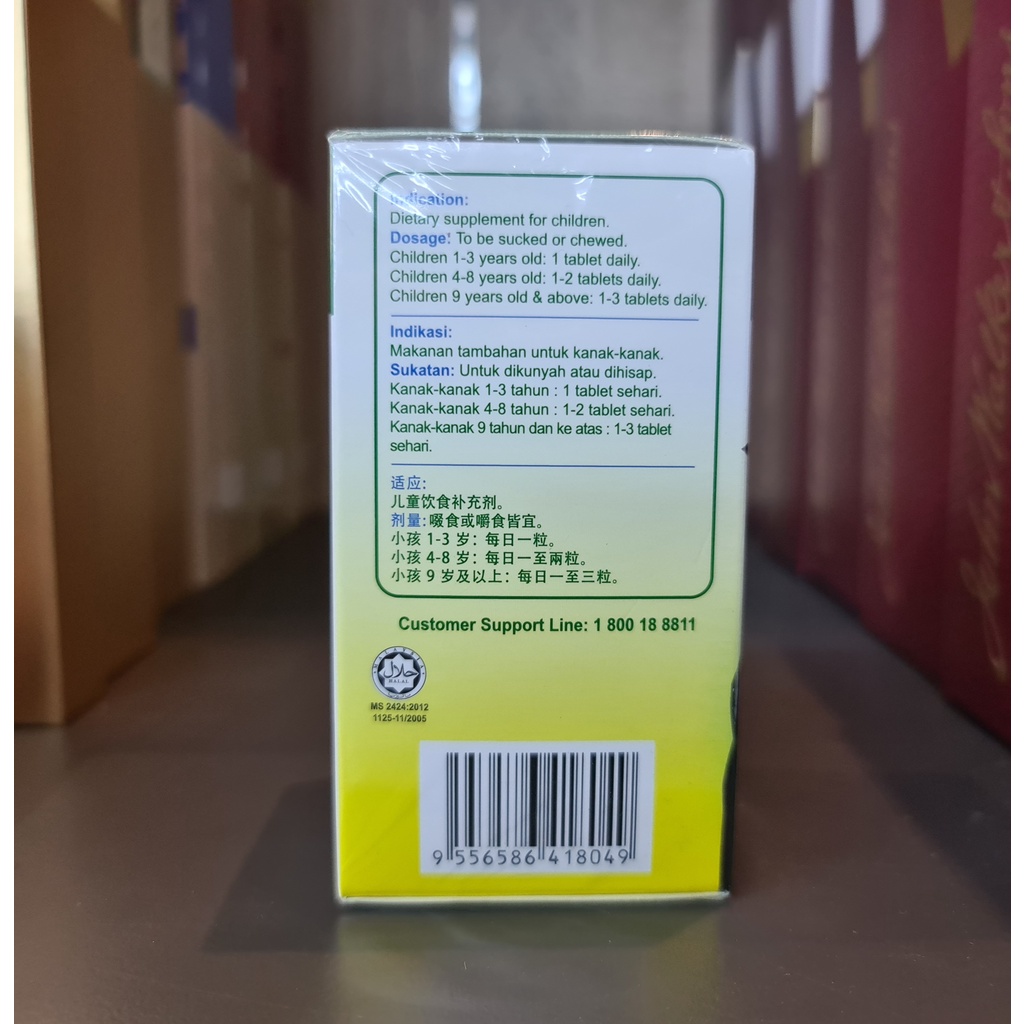 Indication:
Dietary supplement for children.
Dosage: To be sucked or chewed.
Children 1-3 years old: 1 tablet daily.
Children 4-8 years old: 1-2 tablets daily.
Children 9 years old & above: 1-3 tablets daily.
Indikasi:
Makanan tambahan untuk kanak-kanak.
Sukatan: Untuk dikunyah atau dihisap.
Kanak-kanak 1-3 tahun : 1 tablet sehari.
Kanak-kanak 4-8 tahun : 1-2 tablet sehari.
Kanak-kanak 9 tahun dan ke atas : 1-3 tablet
sehari.
适应:
儿童饮食补充剂。
剂量: 啜食或嚼食皆宜。
小孩 1-3 岁: 每日一粒。
小孩 4-8 岁: 每日一至兩粒。
小孩 9 岁及以上: 每日一至三粒。
Customer Support Line: 1 800 18 8811
MALAYSIA
حلال
HALAL
MS 2424:2012
1125-11/2005
9 556586 418049